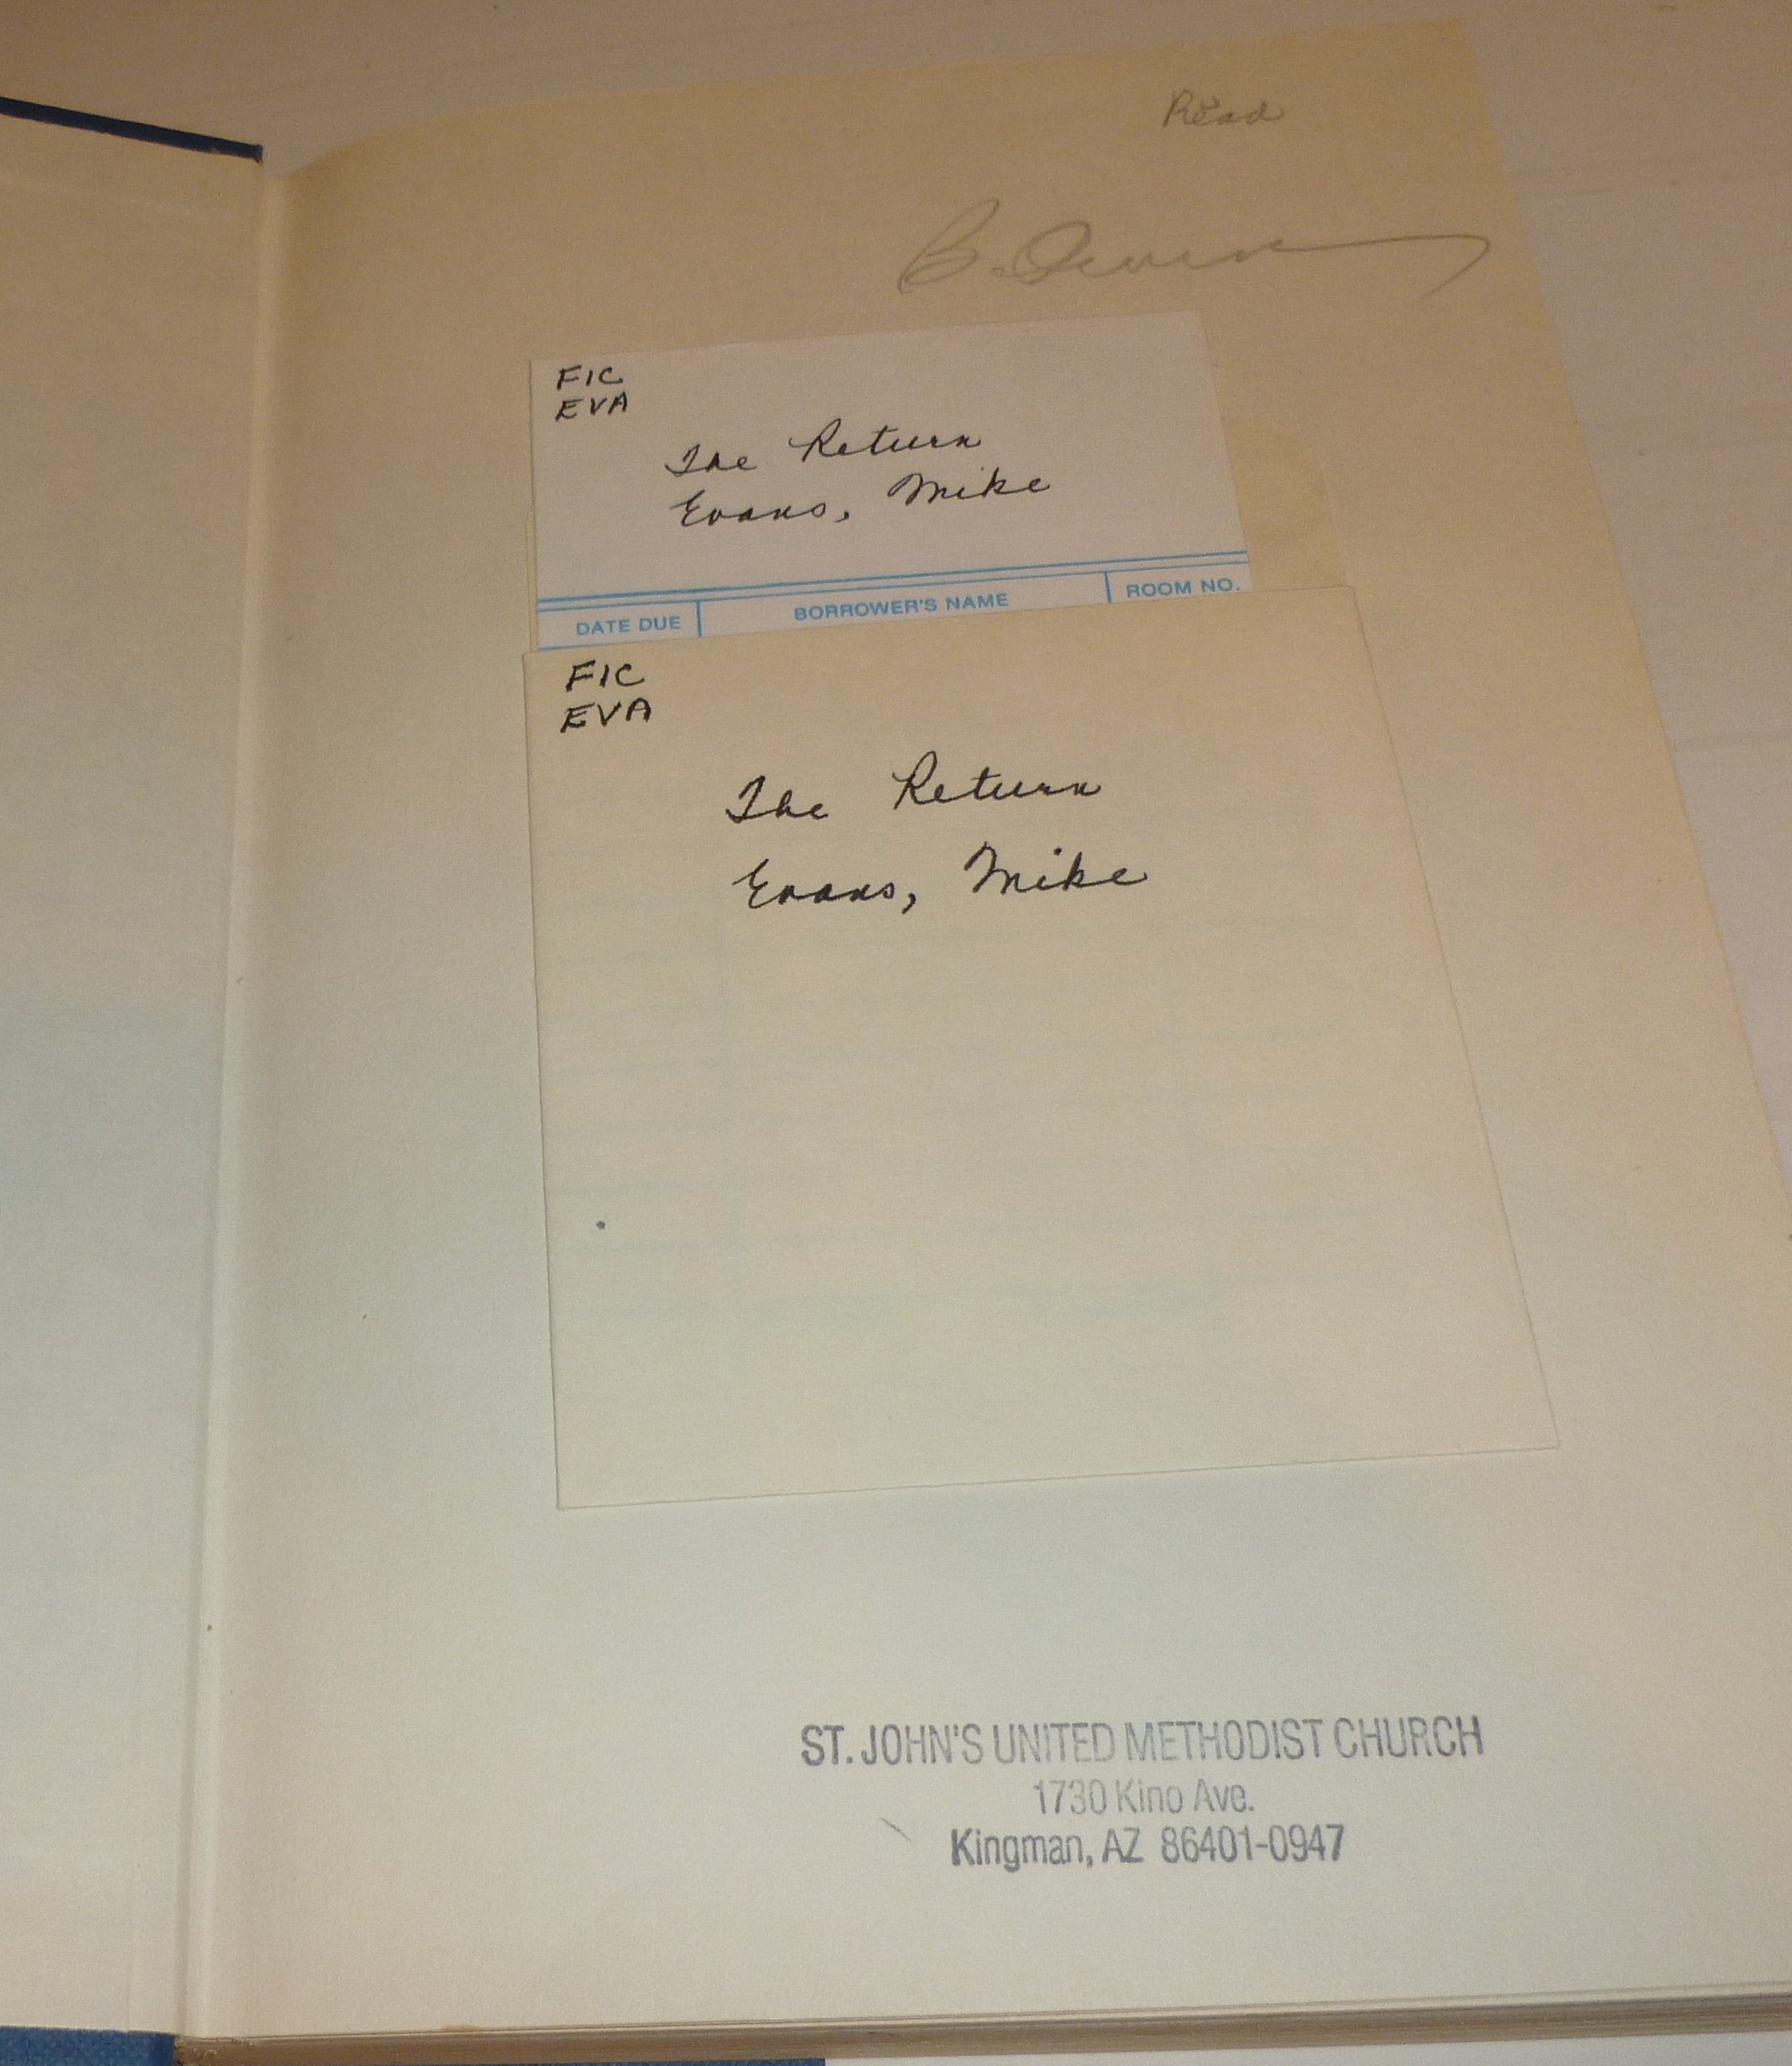 Read
B.
FIC
EVA
The Return
Evans, Mike
DATE DUE BORROWER'S NAME ROOM NO.
FIC
EVA
The Return
Evans, Mike
ST. JOHN'S UNITED METHODIST CHURCH
1730 Kino Ave.
Kingman, AZ 86401-0947